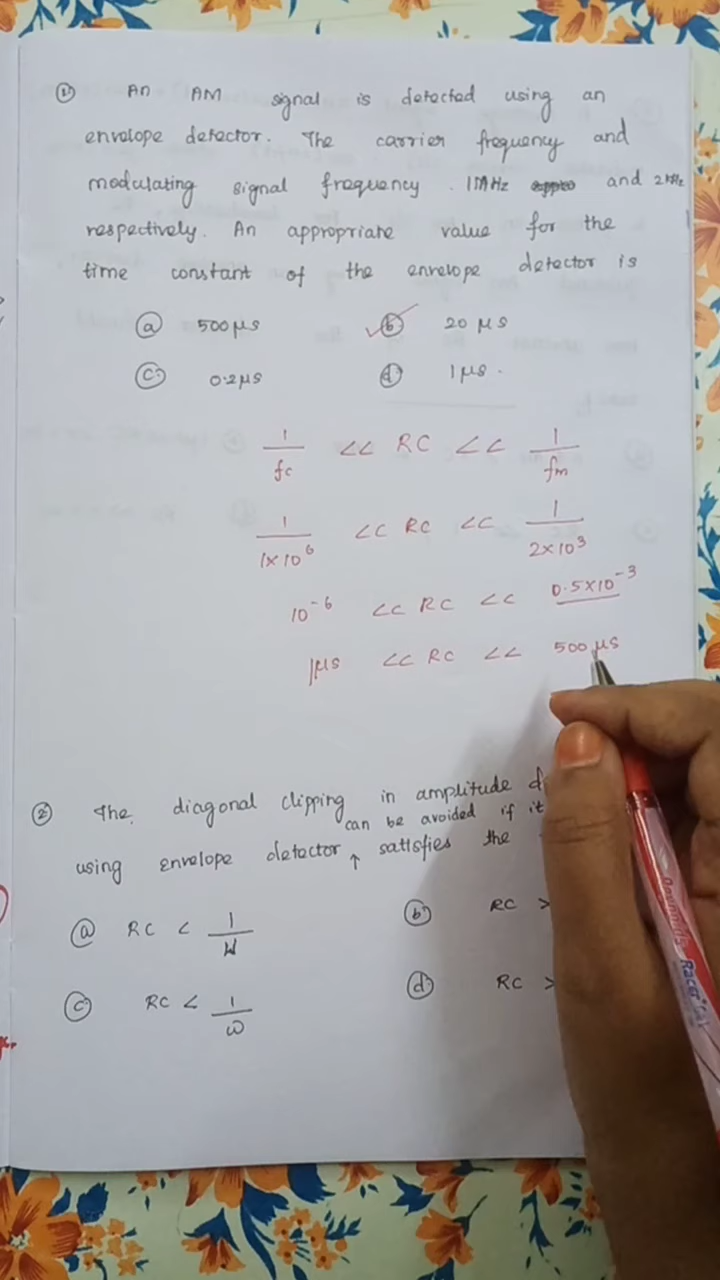 ① An AM signal is detected using an
envelope detector. The carrier frequency and
modulating signal frequency . 1MHz and 2kHz
respectively. An appropriate value for the
time constant of the envelope detector is
ⓐ 500μs ⓑ 20 μs
ⓒ 0.2μs ⓓ 1μs .
1/fc << RC << 1/fm
1/1×10⁶ << RC << 1/2×10³
10⁻⁶ << RC << 0.5×10⁻³
1μs << RC << 500μs
② The diagonal clipping in amplitude
can be avoided if it
using envelope detector ↑ satisfies the
ⓐ RC < 1/W ⓑ RC >
ⓒ RC < 1/ω ⓓ RC >
Reynolds Racer